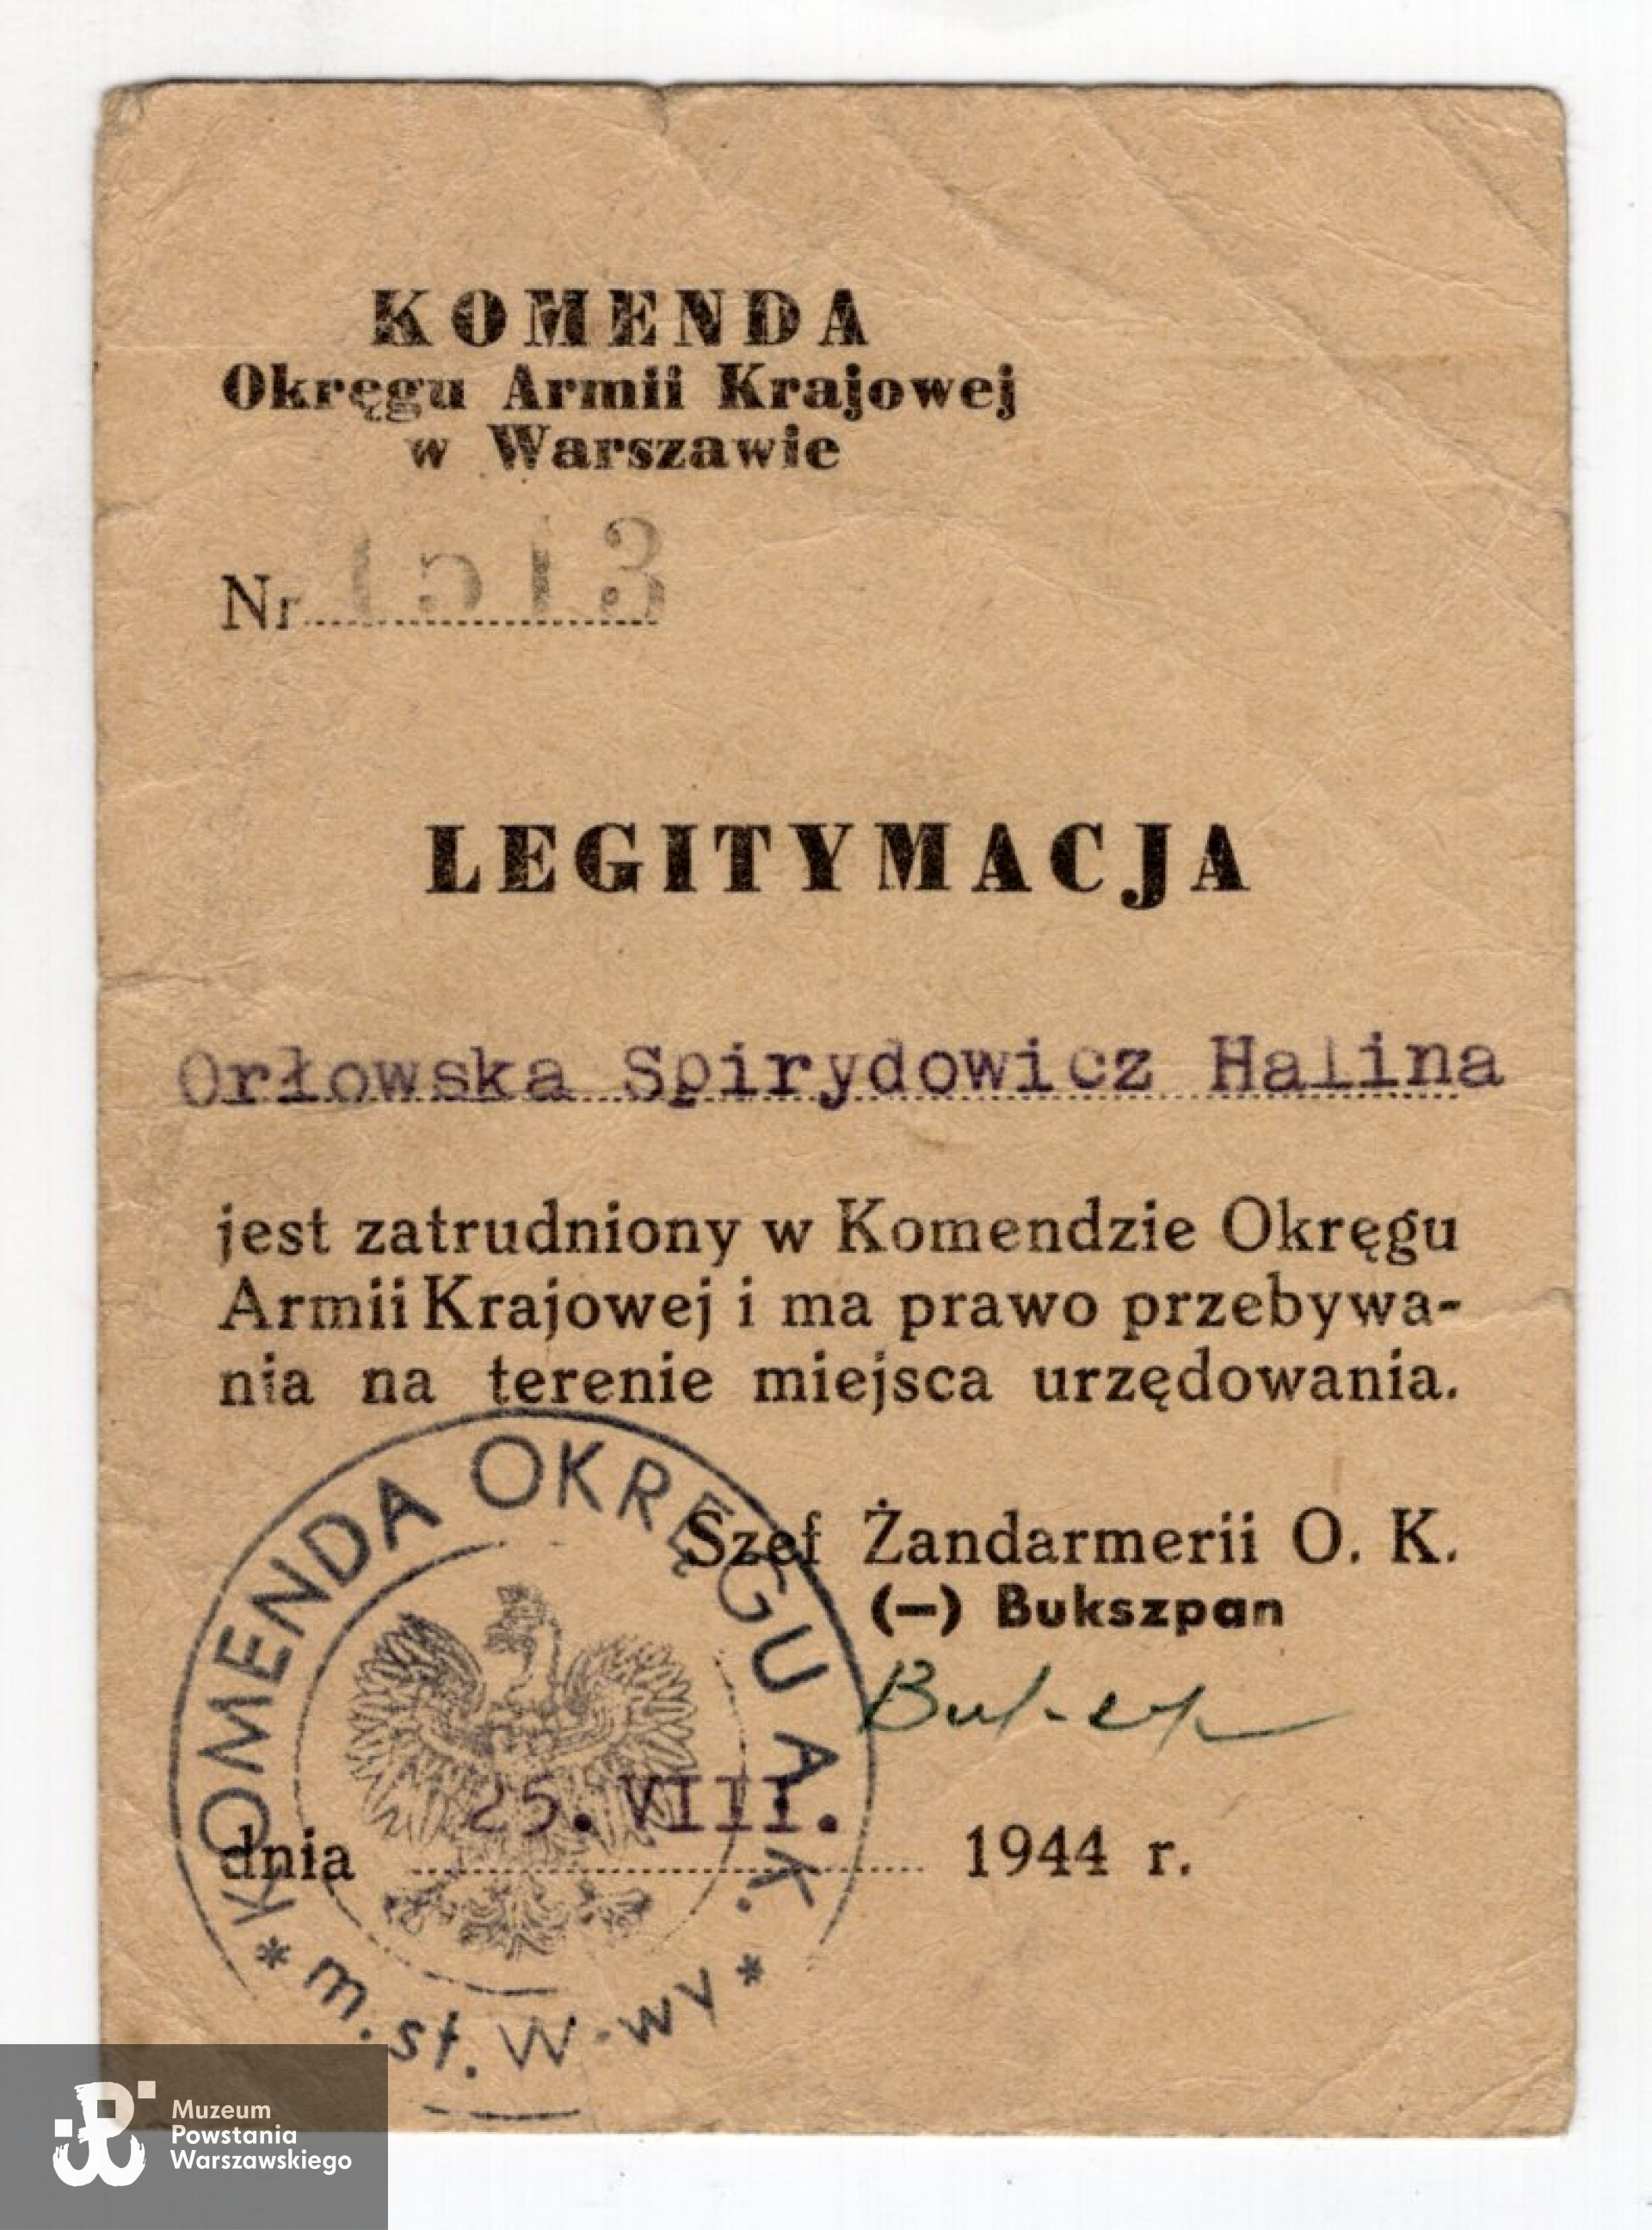 KOMENDA
Okręgu Armii Krajowej
w Warszawie
Nr 1513
LEGITYMACJA
Orłowska Spirydowicz Halina
jest zatrudniony w Komendzie Okręgu
Armii Krajowej i ma prawo przebywa-
nia na terenie miejsca urzędowania.
Szef Żandarmerii O. K.
(—) Bukszpan
dnia 25. VIII. 1944 r.
KOMENDA OKRĘGU A.K.
* m. st. W-wy *
Muzeum
Powstania
Warszawskiego